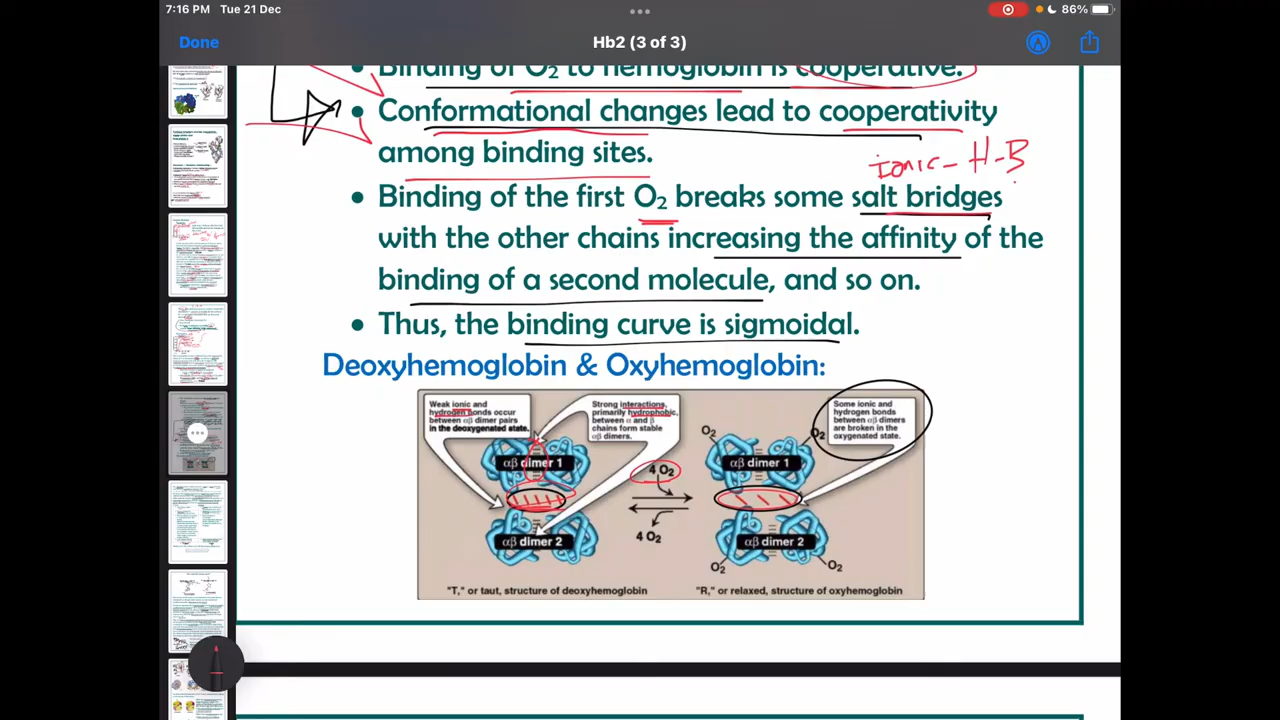 7:16 PM Tue 21 Dec
86%
Done
Hb2 (3 of 3)
Binding of O₂ to hemoglobin is cooperative.
Conformational changes lead to cooperativity
among binding sites.
ionic - H-B
Binding of the first O₂ breaks some salt bridges
with the other chains increasing the affinity of the
binding of a second molecule, and so on.
Thus, the binding curve is sigmoidal.
Deoxyhemoglobin & Oxyhemoglobin:
Weak ionic and
hydrogen bonds occur
between αβ dimer pairs
in the deoxygenated state.
Strong interactions,
primarily hydrophobic,
between α and β
chains form stable
αβ dimers.
Some ionic and
hydrogen bonds
between αβ dimers
are broken in the
oxygenated state.
O₂
O₂
αβ dimer 1
4 O₂
αβ dimer 1
αβ dimer 2
4 O₂
αβ dimer 2
O₂
O₂
"T," or taut, structure of deoxyhemoglobin
"R," or relaxed, structure of oxyhemoglobin